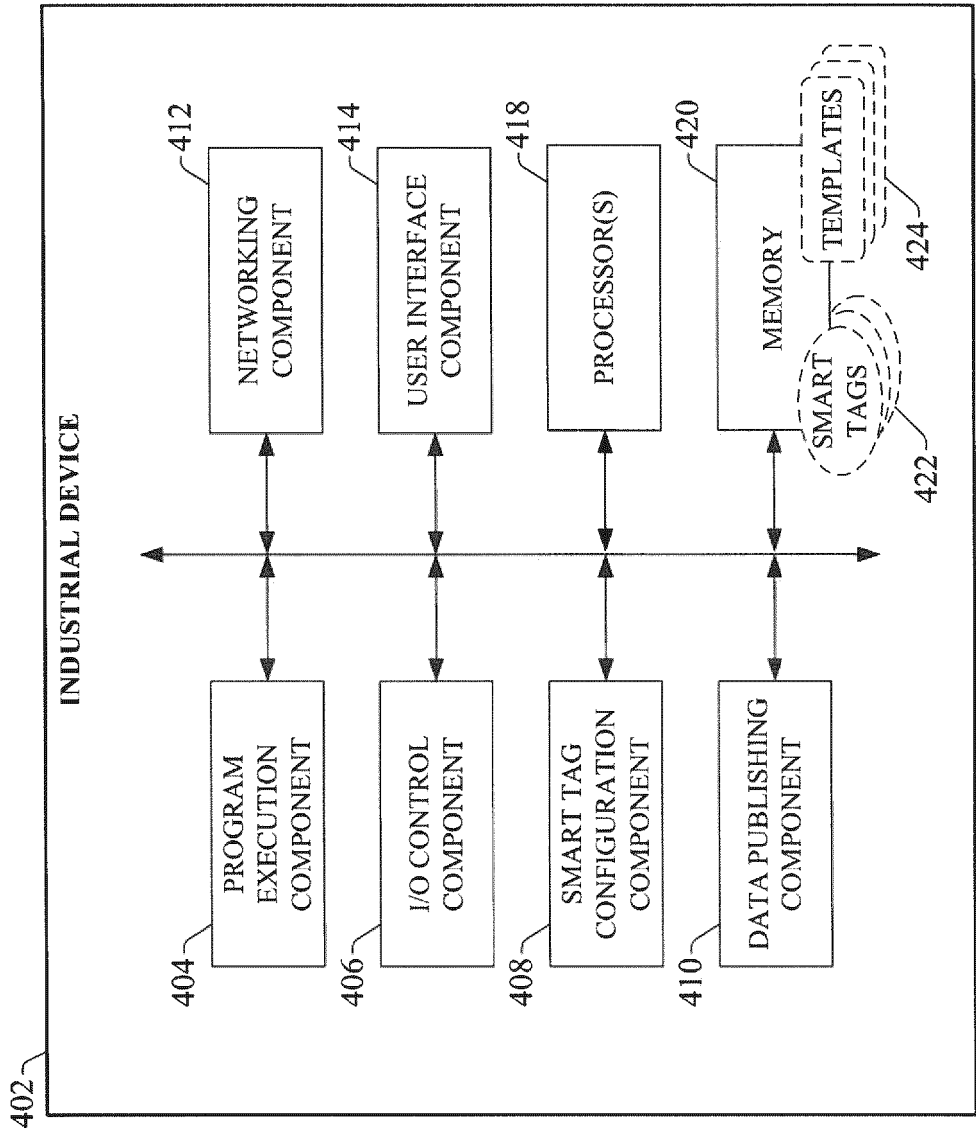 402
INDUSTRIAL DEVICE
404
PROGRAM
EXECUTION
COMPONENT
412
NETWORKING
COMPONENT
406
I/O CONTROL
COMPONENT
414
USER INTERFACE
COMPONENT
408
SMART TAG
CONFIGURATION
COMPONENT
418
PROCESSOR(S)
410
DATA PUBLISHING
COMPONENT
420
MEMORY
SMART
TAGS
TEMPLATES
422
424